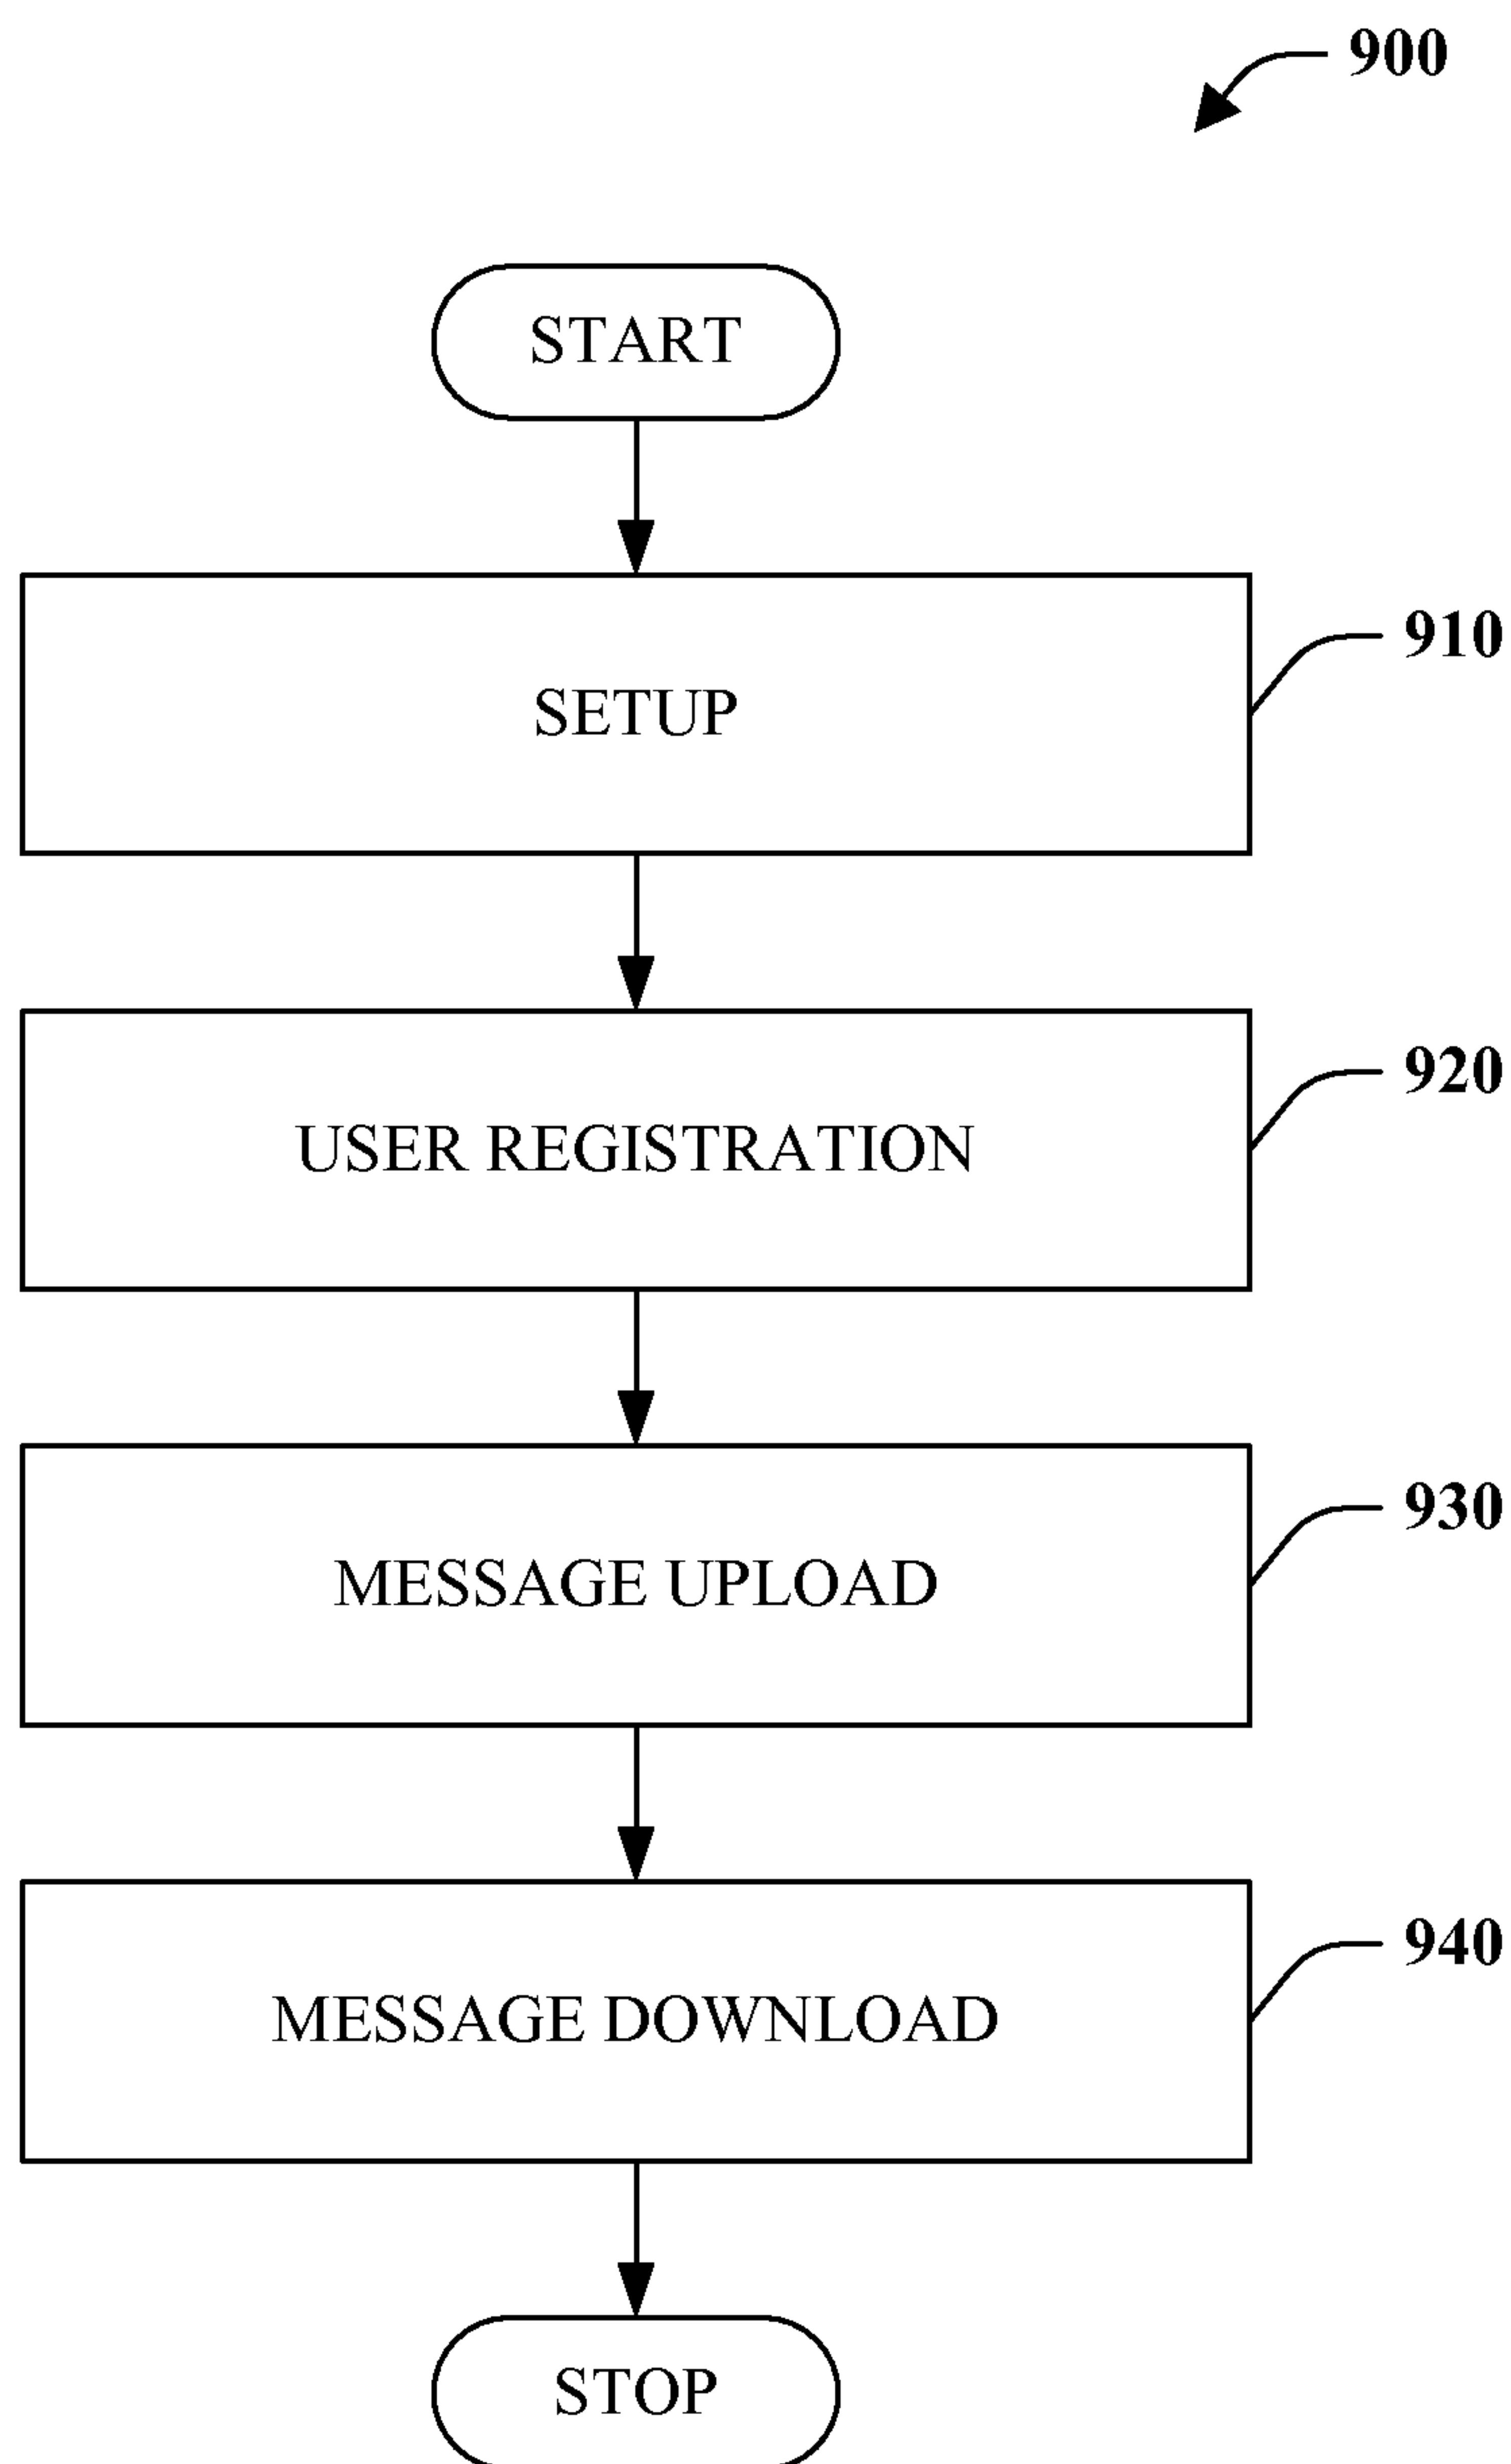 900
START
SETUP
910
USER REGISTRATION
920
MESSAGE UPLOAD
930
MESSAGE DOWNLOAD
940
STOP